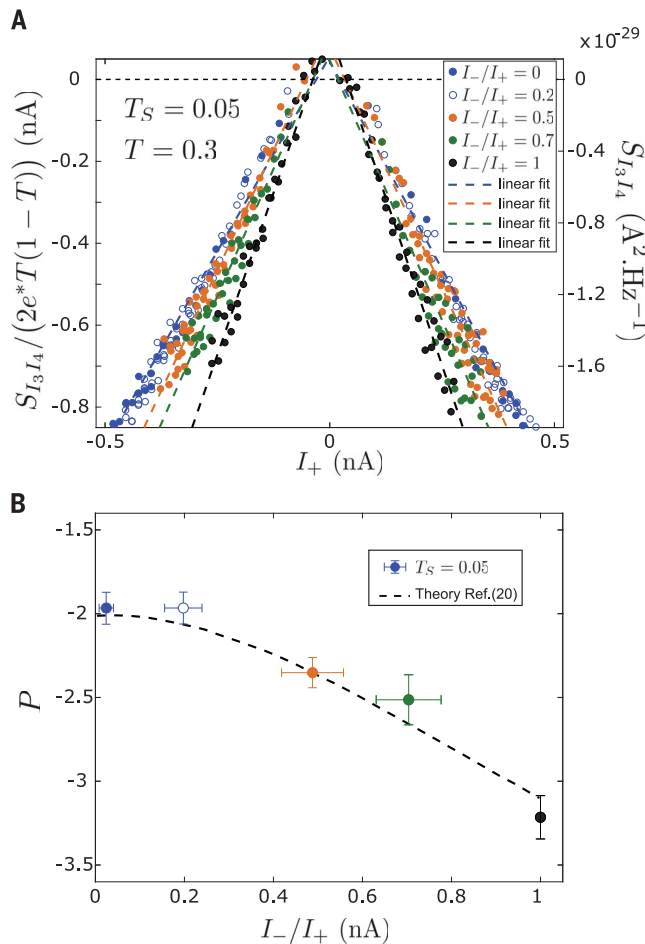 A
×10⁻²⁹
0
-0.2
-0.4
-0.6
-0.8
S_{I₃I₄}/(2e*T(1 − T)) (nA)
T_S = 0.05
T = 0.3
I₋/I₊ = 0
I₋/I₊ = 0.2
I₋/I₊ = 0.5
I₋/I₊ = 0.7
I₋/I₊ = 1
linear fit
linear fit
linear fit
linear fit
0
-0.4
-0.8
-1.2
-1.6
S_{I₃I₄} (A².Hz⁻¹)
-0.5
0
0.5
I₊ (nA)
B
-1.5
-2
-2.5
-3
-3.5
P
T_S = 0.05
Theory Ref.(20)
0
0.2
0.4
0.6
0.8
1
I₋/I₊ (nA)